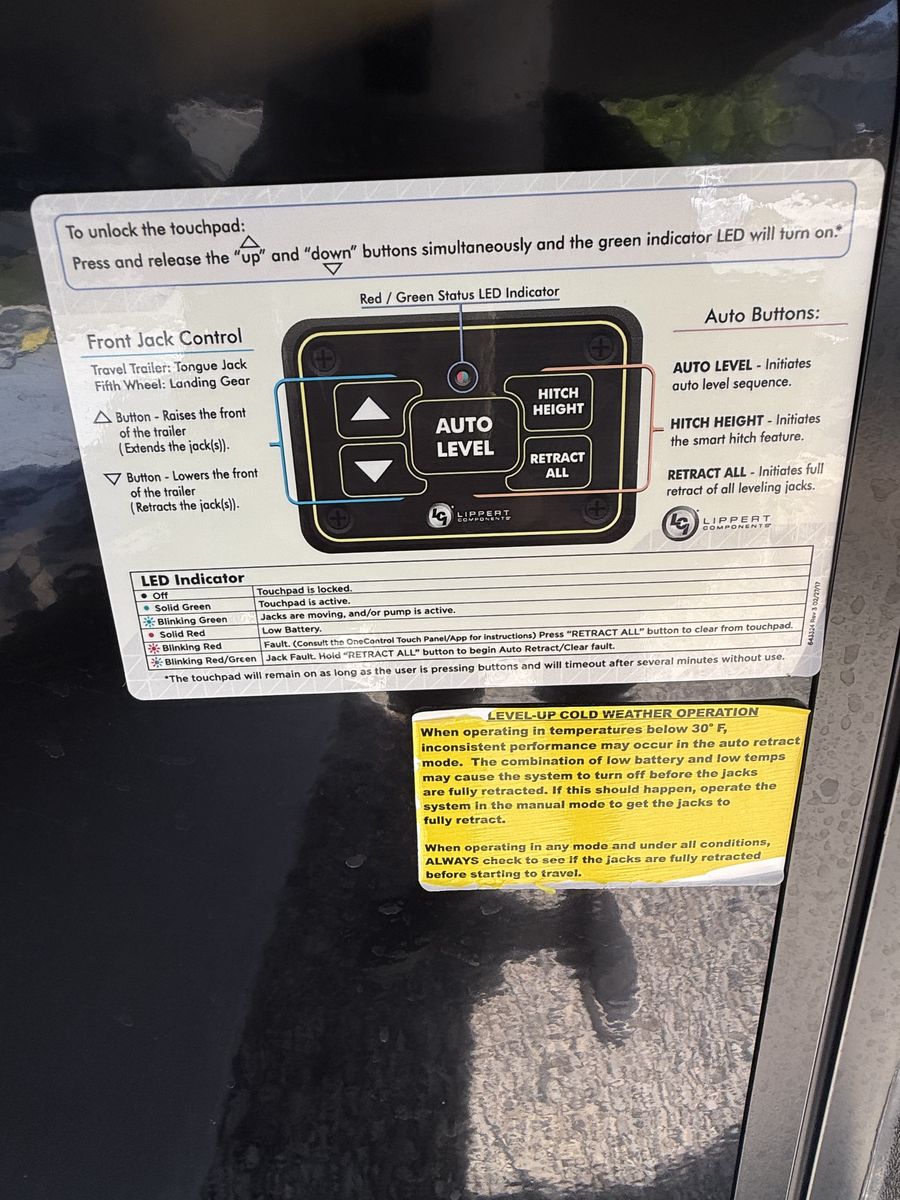 To unlock the touchpad:
Press and release the "up" and "down" buttons simultaneously and the green indicator LED will turn on.*
Red / Green Status LED Indicator
Front Jack Control
Travel Trailer: Tongue Jack
Fifth Wheel: Landing Gear
△ Button - Raises the front
of the trailer
(Extends the jack(s)).
▽ Button - Lowers the front
of the trailer
(Retracts the jack(s)).
AUTO
LEVEL
HITCH
HEIGHT
RETRACT
ALL
LIPPERT
COMPONENTS
Auto Buttons:
AUTO LEVEL - Initiates
auto level sequence.
HITCH HEIGHT - Initiates
the smart hitch feature.
RETRACT ALL - Initiates full
retract of all leveling jacks.
LIPPERT
COMPONENTS
LED Indicator
Off Touchpad is locked.
Solid Green Touchpad is active.
Blinking Green Jacks are moving, and/or pump is active.
Solid Red Low Battery.
Blinking Red Fault. (Consult the OneControl Touch Panel/App for instructions) Press "RETRACT ALL" button to clear from touchpad.
Blinking Red/Green Jack Fault. Hold "RETRACT ALL" button to begin Auto Retract/Clear fault.
*The touchpad will remain on as long as the user is pressing buttons and will timeout after several minutes without use.
Rev 3 02/27/17
LEVEL-UP COLD WEATHER OPERATION
When operating in temperatures below 30° F,
inconsistent performance may occur in the auto retract
mode. The combination of low battery and low temps
may cause the system to turn off before the jacks
are fully retracted. If this should happen, operate the
system in the manual mode to get the jacks to
fully retract.
When operating in any mode and under all conditions,
ALWAYS check to see if the jacks are fully retracted
before starting to travel.